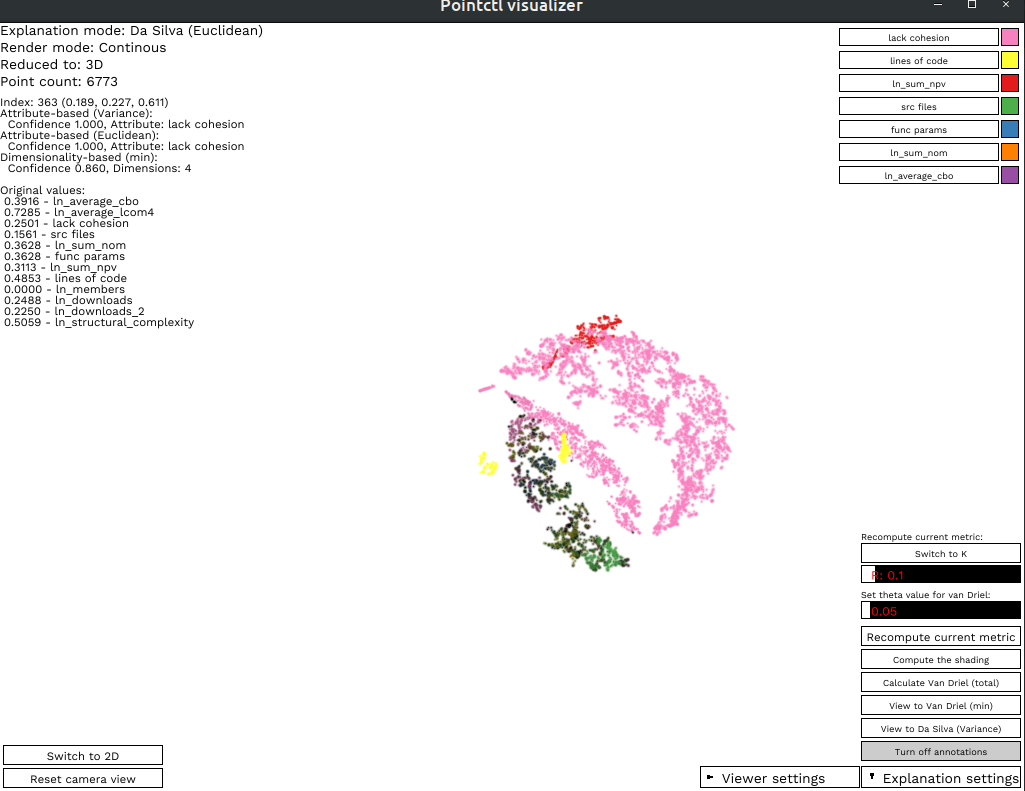 Pointctl visualizer
Explanation mode: Da Silva (Euclidean)
Render mode: Continous
Reduced to: 3D
Point count: 6773
Index: 363 (0.189, 0.227, 0.611)
Attribute-based (Variance):
Confidence 1.000, Attribute: lack cohesion
Attribute-based (Euclidean):
Confidence 1.000, Attribute: lack cohesion
Dimensionality-based (min):
Confidence 0.860, Dimensions: 4
Original values:
0.3916 - ln_average_cbo
0.7285 - ln_average_lcom4
0.2501 - lack cohesion
0.1561 - src files
0.3628 - ln_sum_nom
0.3628 - func params
0.3113 - ln_sum_npv
0.4853 - lines of code
0.0000 - ln_members
0.2488 - ln_downloads
0.2250 - ln_downloads_2
0.5059 - ln_structural_complexity
lack cohesion
lines of code
ln_sum_npv
src files
func params
ln_sum_nom
ln_average_cbo
Recompute current metric:
Switch to K
R: 0.1
Set theta value for van Driel:
0.05
Recompute current metric
Compute the shading
Calculate Van Driel (total)
View to Van Driel (min)
View to Da Silva (Variance)
Turn off annotations
Switch to 2D
Reset camera view
Viewer settings
Explanation settings